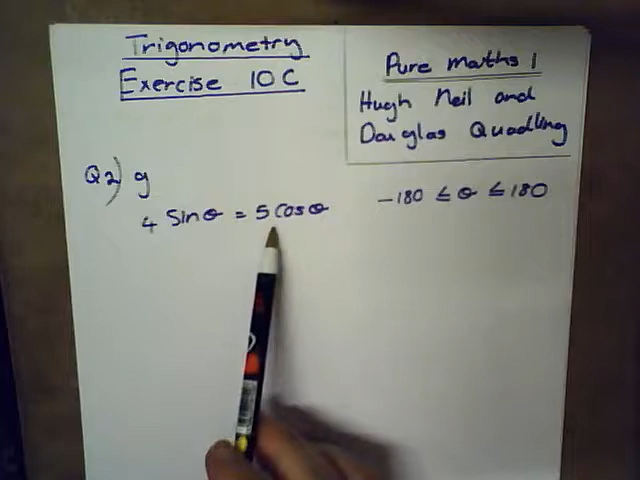 Trigonometry
Exercise 10C
Pure maths 1
Hugh Neil and
Douglas Quadling
Q2) g
4 Sinθ = 5 Cosθ
-180 ≤ θ ≤ 180